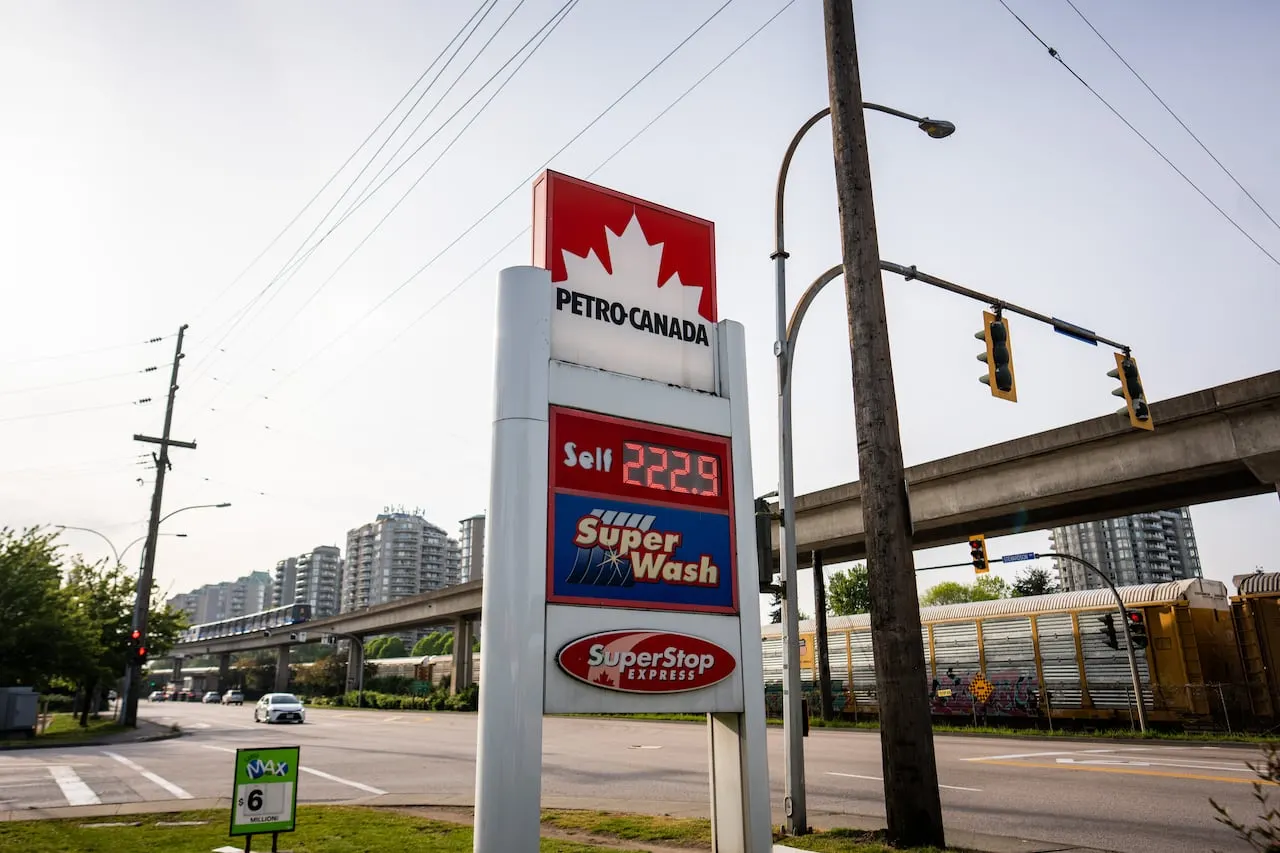 PETRO-CANADA
Self 222.9
Super
Wash
SuperStop
EXPRESS
MAX
$6
MILLION!